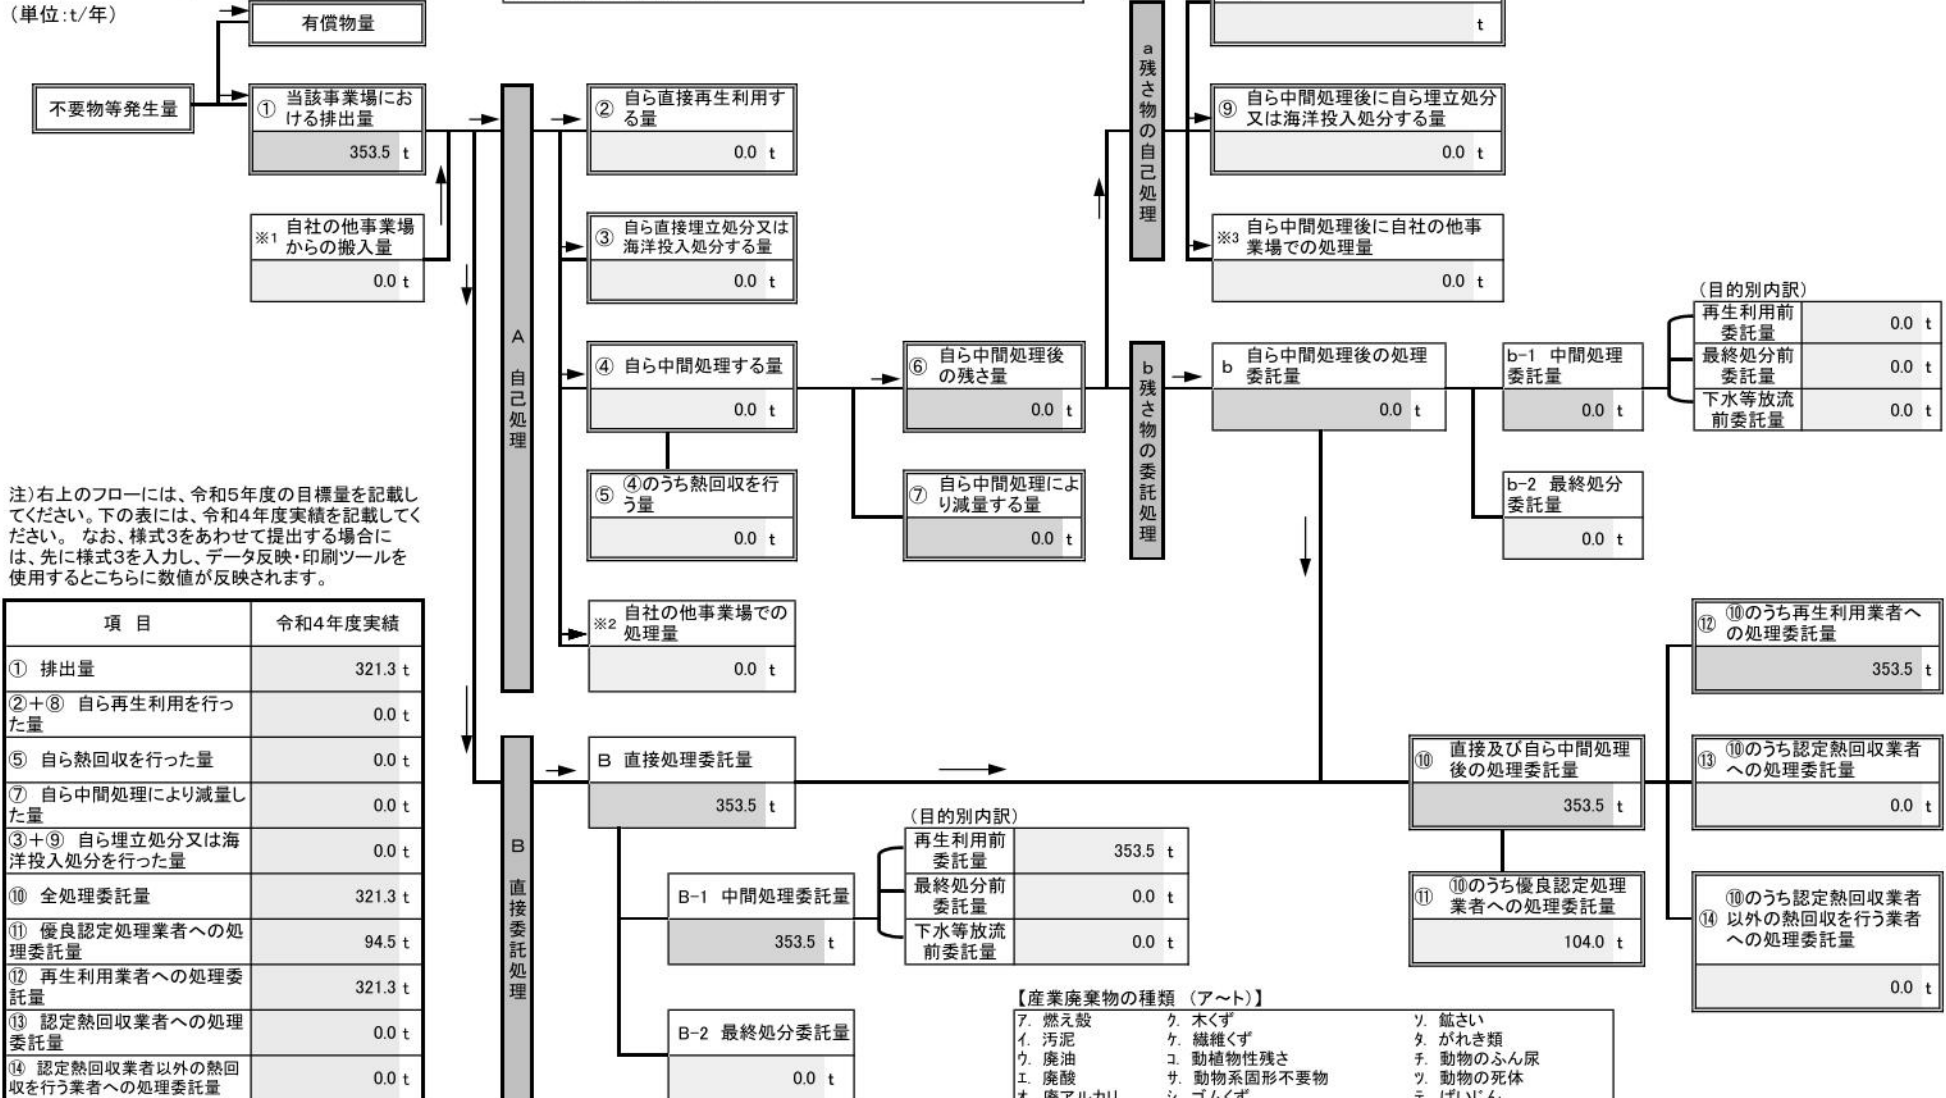 (単位:t/年)
有償物量
t
不要物等発生量
① 当該事業場にお
ける排出量
353.5 t
※1 自社の他事業場
からの搬入量
0.0 t
A 自己処理
② 自ら直接再生利用す
る量
0.0 t
③ 自ら直接埋立処分又は
海洋投入処分する量
0.0 t
④ 自ら中間処理する量
0.0 t
⑤ ④のうち熱回収を行
う量
0.0 t
※2 自社の他事業場での
処理量
0.0 t
⑥ 自ら中間処理後
の残さ量
0.0 t
⑦ 自ら中間処理によ
り減量する量
0.0 t
a 残さ物の自己処理
⑨ 自ら中間処理後に自ら埋立処分
又は海洋投入処分する量
0.0 t
※3 自ら中間処理後に自社の他事
業場での処理量
0.0 t
b 残さ物の委託処理
b 自ら中間処理後の処理
委託量
0.0 t
b-1 中間処理
委託量
0.0 t
(目的別内訳)
再生利用前
委託量
0.0 t
最終処分前
委託量
0.0 t
下水等放流
前委託量
0.0 t
b-2 最終処分
委託量
0.0 t
注)右上のフローには、令和5年度の目標量を記載し
てください。下の表には、令和4年度実績を記載してく
ださい。 なお、様式3をあわせて提出する場合に
は、先に様式3を入力し、データ反映・印刷ツールを
使用するとこちらに数値が反映されます。
項 目 令和4年度実績
① 排出量 321.3 t
②+⑧ 自ら再生利用を行っ
た量
0.0 t
⑤ 自ら熱回収を行った量 0.0 t
⑦ 自ら中間処理により減量し
た量
0.0 t
③+⑨ 自ら埋立処分又は海
洋投入処分を行った量
0.0 t
⑩ 全処理委託量 321.3 t
⑪ 優良認定処理業者への処
理委託量
94.5 t
⑫ 再生利用業者への処理委
託量
321.3 t
⑬ 認定熱回収業者への処理
委託量
0.0 t
⑭ 認定熱回収業者以外の熱回
収を行う業者への処理委託量
0.0 t
B 直接委託処理
B 直接処理委託量
353.5 t
B-1 中間処理委託量
353.5 t
(目的別内訳)
再生利用前
委託量
353.5 t
最終処分前
委託量
0.0 t
下水等放流
前委託量
0.0 t
B-2 最終処分委託量
0.0 t
⑩ 直接及び自ら中間処理
後の処理委託量
353.5 t
⑪ ⑩のうち優良認定処理
業者への処理委託量
104.0 t
⑫ ⑩のうち再生利用業者へ
の処理委託量
353.5 t
⑬ ⑩のうち認定熱回収業者
への処理委託量
0.0 t
⑭ ⑩のうち認定熱回収業者
以外の熱回収を行う業者
への処理委託量
0.0 t
【産業廃棄物の種類 (ア~ト)】
ア. 燃え殻 ク. 木くず ソ. 鉱さい
イ. 汚泥 ケ. 繊維くず タ. がれき類
ウ. 廃油 コ. 動植物性残さ チ. 動物のふん尿
エ. 廃酸 サ. 動物系固形不要物 ツ. 動物の死体
オ. 廃アルカリ シ. ゴムくず テ. ばいじん